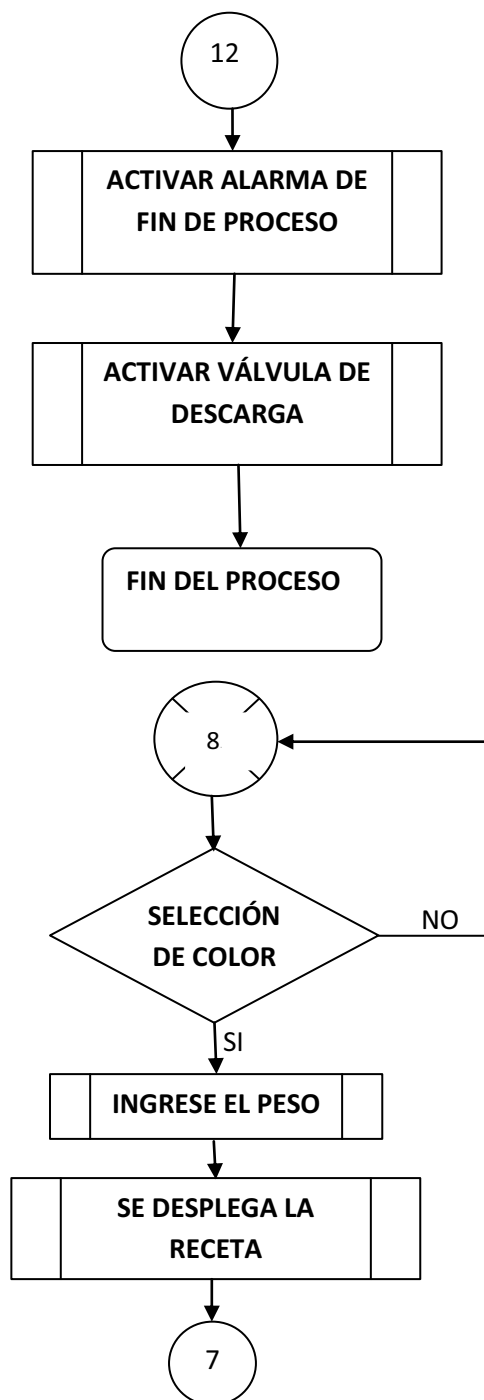 12
ACTIVAR ALARMA DE
FIN DE PROCESO
ACTIVAR VÁLVULA DE
DESCARGA
FIN DEL PROCESO
8
SELECCIÓN
DE COLOR
NO
SI
INGRESE EL PESO
SE DESPLEGA LA
RECETA
7